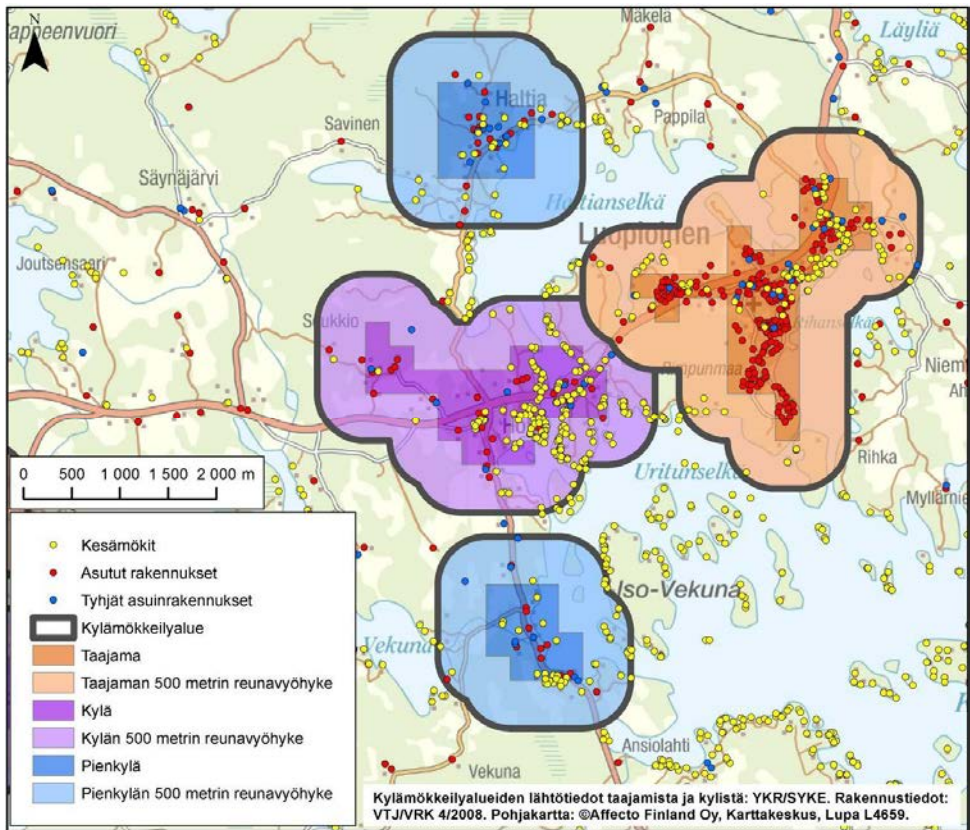 N
appeenvuori
Mäkelä
Läyliä
Haltia
Pappila
Savinen
Säynäjärvi
Haltianselkä
Luopioinen
Joutsensaari
Rihanselkä
Niem
Ah
Rihka
Uritunselkä
Myllärnie
0 500 1 000 1 500 2 000 m
Kesämökit
Asutut rakennukset
Tyhjät asuinrakennukset
Kylämökkeilyalue
Taajama
Taajaman 500 metrin reunavyöhyke
Kylä
Kylän 500 metrin reunavyöhyke
Pienkylä
Pienkylän 500 metrin reunavyöhyke
Iso-Vekuna
Vekuna
Ansiolahti
Vekuna
Kylämökkeilyalueiden lähtötiedot taajamista ja kylistä: YKR/SYKE. Rakennustiedot:
VTJ/VRK 4/2008. Pohjakartta: ©Affecto Finland Oy, Karttakeskus, Lupa L4659.